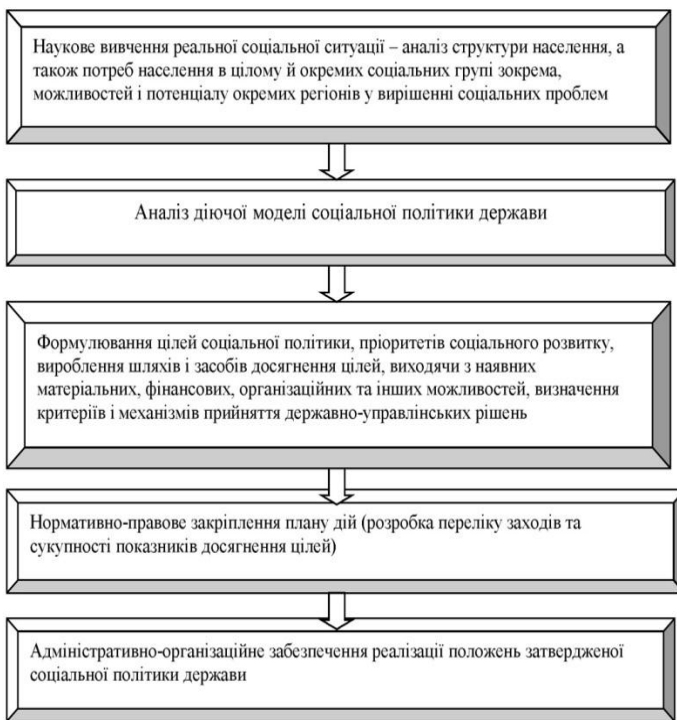 Наукове вивчення реальної соціальної ситуації – аналіз структури населення, а
також потреб населення в цілому й окремих соціальних групі зокрема,
можливостей і потенціалу окремих регіонів у вирішенні соціальних проблем
Аналіз діючої моделі соціальної політики держави
Формулювання цілей соціальної політики, пріоритетів соціального розвитку,
вироблення шляхів і засобів досягнення цілей, виходячи з наявних
матеріальних, фінансових, організаційних та інших можливостей, визначення
критеріїв і механізмів прийняття державно-управлінських рішень
Нормативно-правове закріплення плану дій (розробка переліку заходів та
сукупності показників досягнення цілей)
Адміністративно-організаційне забезпечення реалізації положень затвердженої
соціальної політики держави